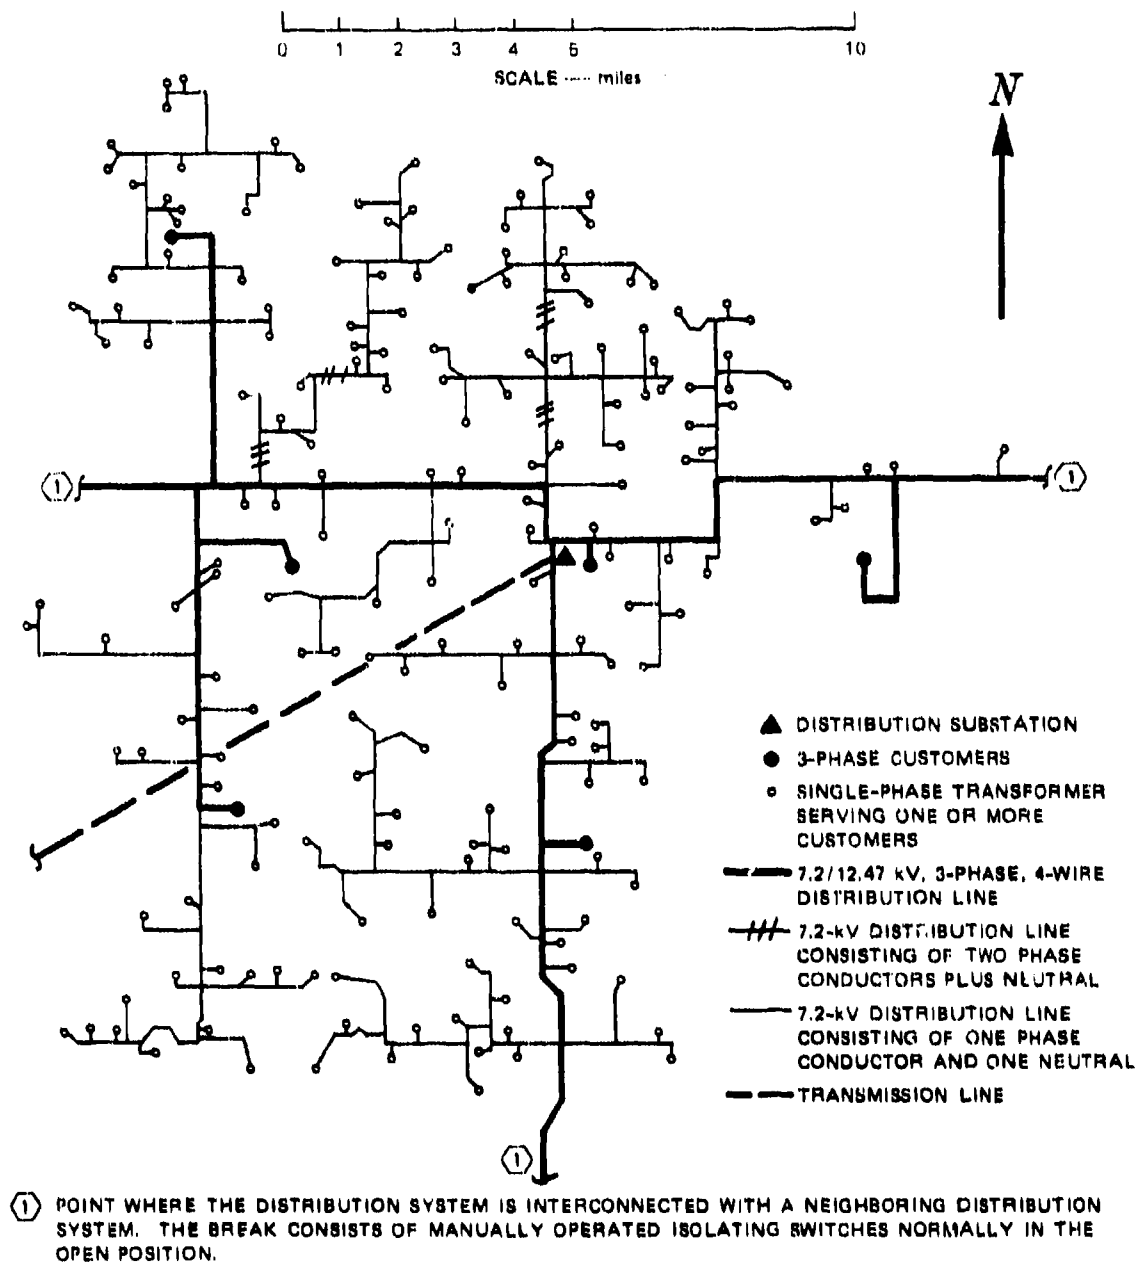 0 1 2 3 4 5 10
SCALE ---- miles
N
1
1
DISTRIBUTION SUBSTATION
3-PHASE CUSTOMERS
SINGLE-PHASE TRANSFORMER
SERVING ONE OR MORE
CUSTOMERS
7.2/12.47 kV, 3-PHASE, 4-WIRE
DISTRIBUTION LINE
7.2-kV DISTRIBUTION LINE
CONSISTING OF TWO PHASE
CONDUCTORS PLUS NEUTRAL
7.2-kV DISTRIBUTION LINE
CONSISTING OF ONE PHASE
CONDUCTOR AND ONE NEUTRAL
TRANSMISSION LINE
1
1 POINT WHERE THE DISTRIBUTION SYSTEM IS INTERCONNECTED WITH A NEIGHBORING DISTRIBUTION
SYSTEM. THE BREAK CONSISTS OF MANUALLY OPERATED ISOLATING SWITCHES NORMALLY IN THE
OPEN POSITION.